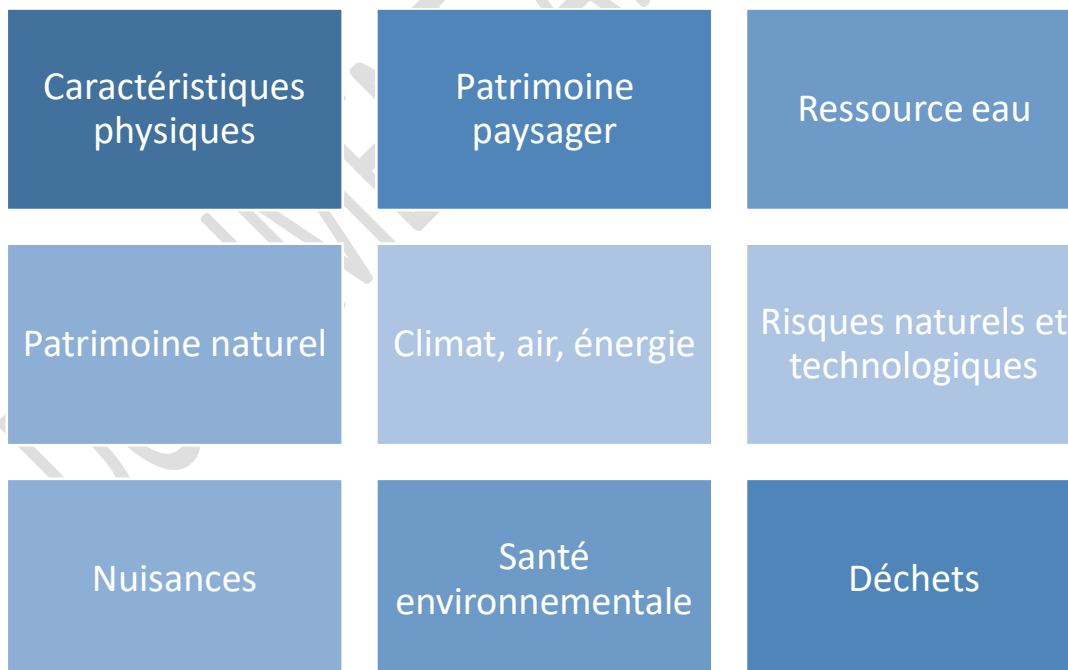 Caractéristiques
physiques
Patrimoine
paysager
Ressource eau
Patrimoine naturel
Climat, air, énergie
Risques naturels et
technologiques
Nuisances
Santé
environnementale
Déchets